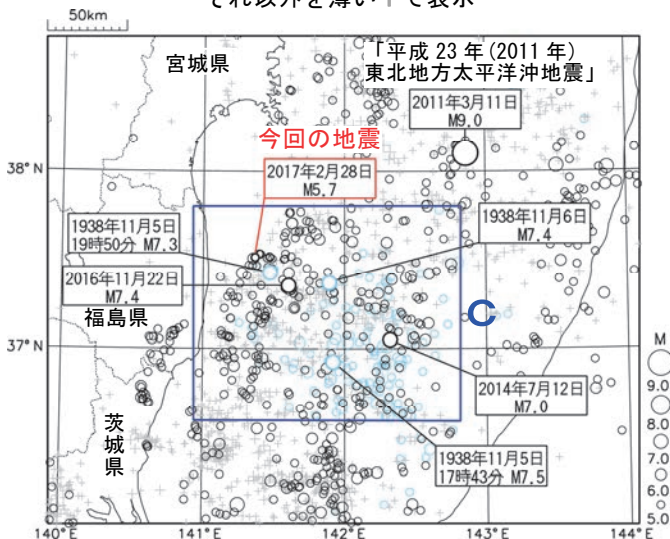 それ以外を薄い+で表示
50km
宮城県
「平成 23 年 (2011 年)
東北地方太平洋沖地震」
2011年3月11日
M9.0
今回の地震
38°N
2017年2月28日
M5.7
1938年11月5日
19時50分 M7.3
1938年11月6日
M7.4
2016年11月22日
M7.4
福島県
C
37°N
M
9.0
8.0
7.0
6.0
5.0
2014年7月12日
M7.0
茨城県
1938年11月5日
17時43分 M7.5
140°E
141°E
142°E
143°E
144°E